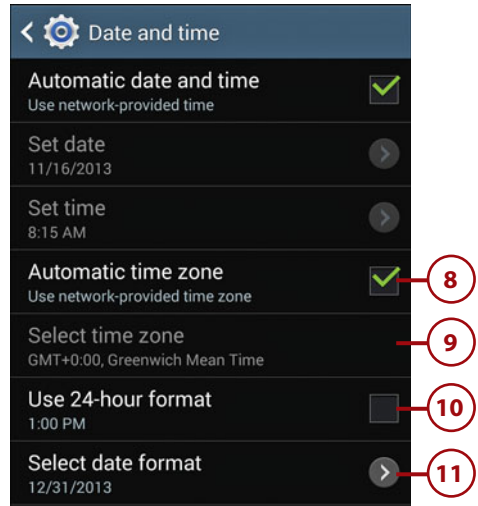 Date and time
Automatic date and time
Use network-provided time
Set date
11/16/2013
Set time
8:15 AM
Automatic time zone
Use network-provided time zone
8
Select time zone
GMT+0:00, Greenwich Mean Time
9
Use 24-hour format
1:00 PM
10
Select date format
12/31/2013
11